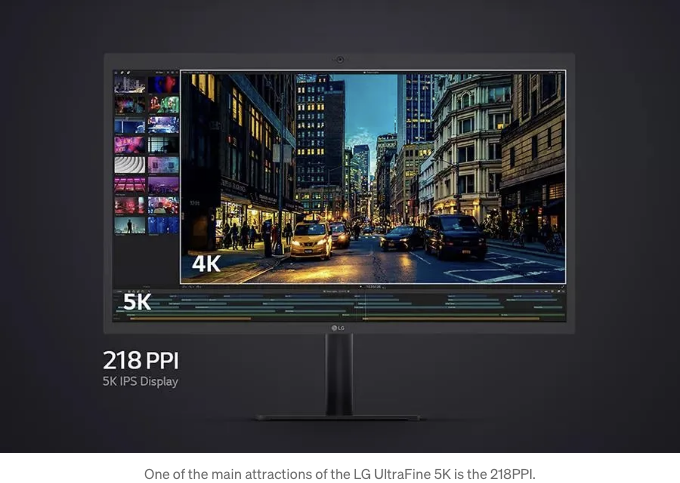 4K
5K
LG
218 PPI
5K IPS Display
One of the main attractions of the LG UltraFine 5K is the 218PPI.